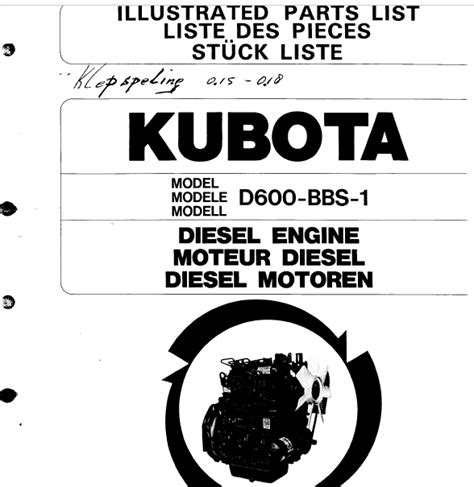 ILLUSTRATED PARTS LIST
LISTE DES PIECES
STÜCK LISTE
Klepspeling 0,15 - 0,18
KUBOTA
MODEL
MODELE D600-BBS-1
MODELL
DIESEL ENGINE
MOTEUR DIESEL
DIESEL MOTOREN